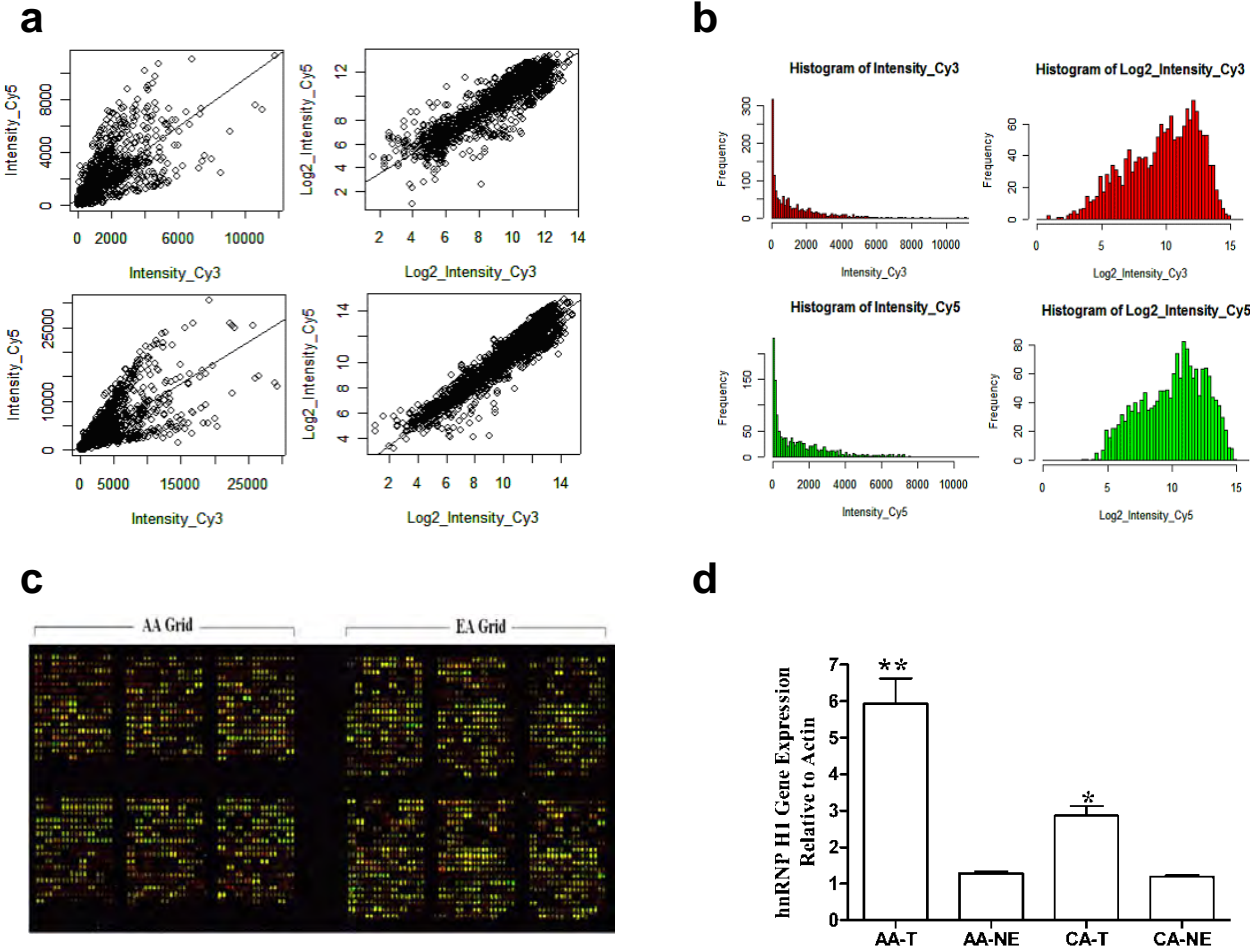 a
Intensity_Cy5
0 4000 8000
0 2000 6000 10000
Intensity_Cy3
Log2_Intensity_Cy5
2 4 6 8 12
2 4 6 8 10 12 14
Log2_Intensity_Cy3
Intensity_Cy5
0 10000 25000
0 5000 15000 25000
Intensity_Cy3
Log2_Intensity_Cy5
4 6 8 10 14
2 4 6 8 10 14
Log2_Intensity_Cy3
b
Histogram of Intensity_Cy3
Frequency
0 50 100 200 300
0 2000 4000 6000 8000 10000
Intensity_Cy3
Histogram of Log2_Intensity_Cy3
Frequency
0 20 40 60
0 5 10 15
Log2_Intensity_Cy3
Histogram of Intensity_Cy5
Frequency
0 50 150
0 2000 4000 6000 8000 10000
Intensity_Cy5
Histogram of Log2_Intensity_Cy5
Frequency
0 20 40 60 80
0 5 10 15
Log2_Intensity_Cy5
c
AA Grid
EA Grid
d
hnRNP H1 Gene Expression
Relative to Actin
7
6
5
4
3
2
1
0
**
*
AA-T AA-NE CA-T CA-NE